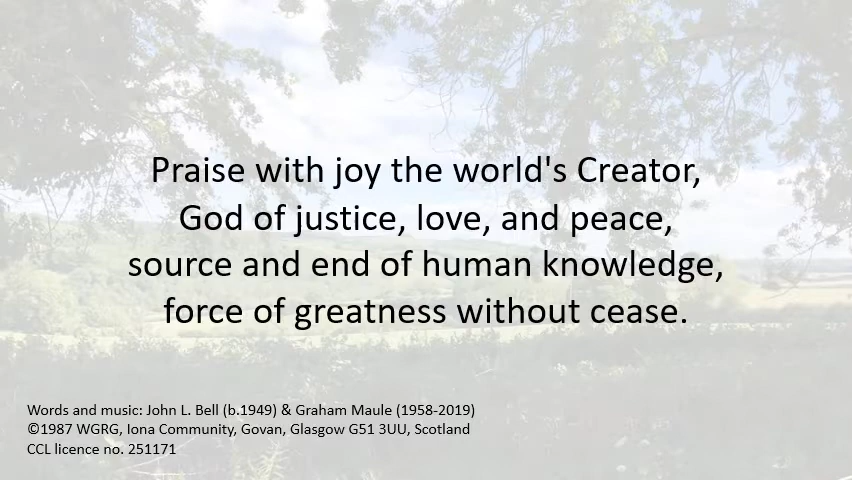 Praise with joy the world's Creator,
God of justice, love, and peace,
source and end of human knowledge,
force of greatness without cease.
Words and music: John L. Bell (b.1949) & Graham Maule (1958-2019)
©1987 WGRG, Iona Community, Govan, Glasgow G51 3UU, Scotland
CCL licence no. 251171